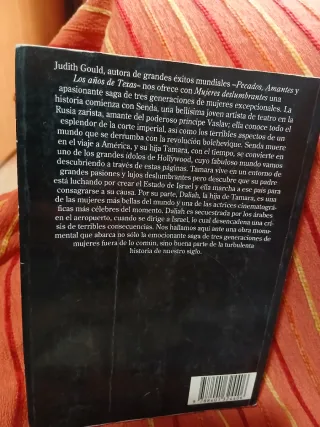 Judith Gould, autora de grandes éxitos mundiales –Pecados, Amantes y
Los años de Texas– nos ofrece con Mujeres deslumbrantes una
apasionante saga de tres generaciones de mujeres excepcionales. La
historia comienza con Senda, una bellísima joven artista de teatro en la
Rusia zarista, amante del poderoso príncipe Vaslav; ella conoce todo el
esplendor de la corte imperial, así como los terribles aspectos de un
mundo que se derrumba con la revolución bolchevique. Senda muere
en el viaje a América, y su hija Tamara, con el tiempo, se convierte en
uno de los grandes ídolos de Hollywood, cuyo fabuloso mundo vamos
descubriendo a través de estas páginas. Tamara vive en un entorno de
grandes pasiones y lujos deslumbrantes pero descubre que su padre
está luchando por crear el Estado de Israel y ella marcha a ese país para
consagrarse a su causa. Por su parte, Daliah, la hija de Tamara, es una
de las mujeres más bellas del mundo y una de las actrices cinematográ-
ficas más célebres del momento. Daliah es secuestrada por los árabes
en el aeropuerto, cuando se dirige a Israel, lo cual desencadena una cri-
sis de terribles consecuencias. Nos hallamos aquí ante una obra monu-
mental que abarca no sólo la emocionante saga de tres generaciones de
mujeres fuera de lo común, sino buena parte de la turbulenta
historia de nuestro siglo.